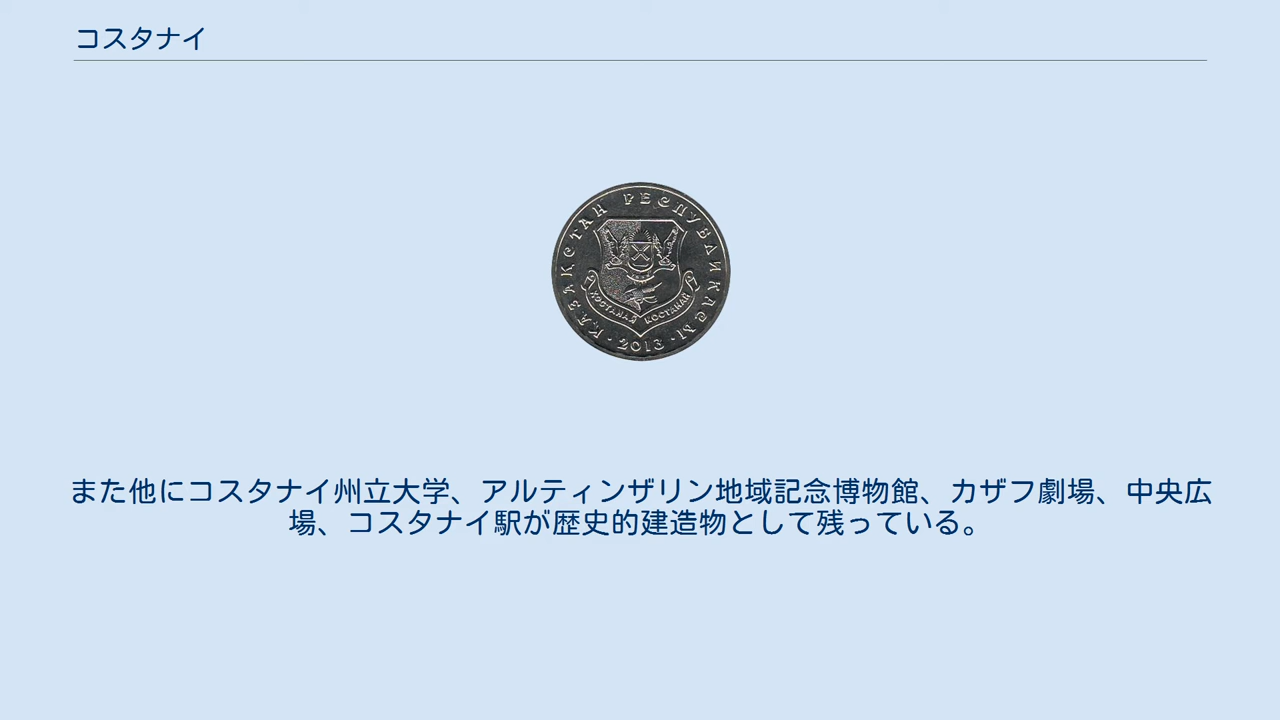 コスタナイ
ҚАЗАҚСТАН РЕСПУБЛИКАСЫ
ҚОСТАНАЙ КОСТАНАЙ
· 2013 ·
また他にコスタナイ州立大学、アルティンザリン地域記念博物館、カザフ劇場、中央広
場、コスタナイ駅が歴史的建造物として残っている。